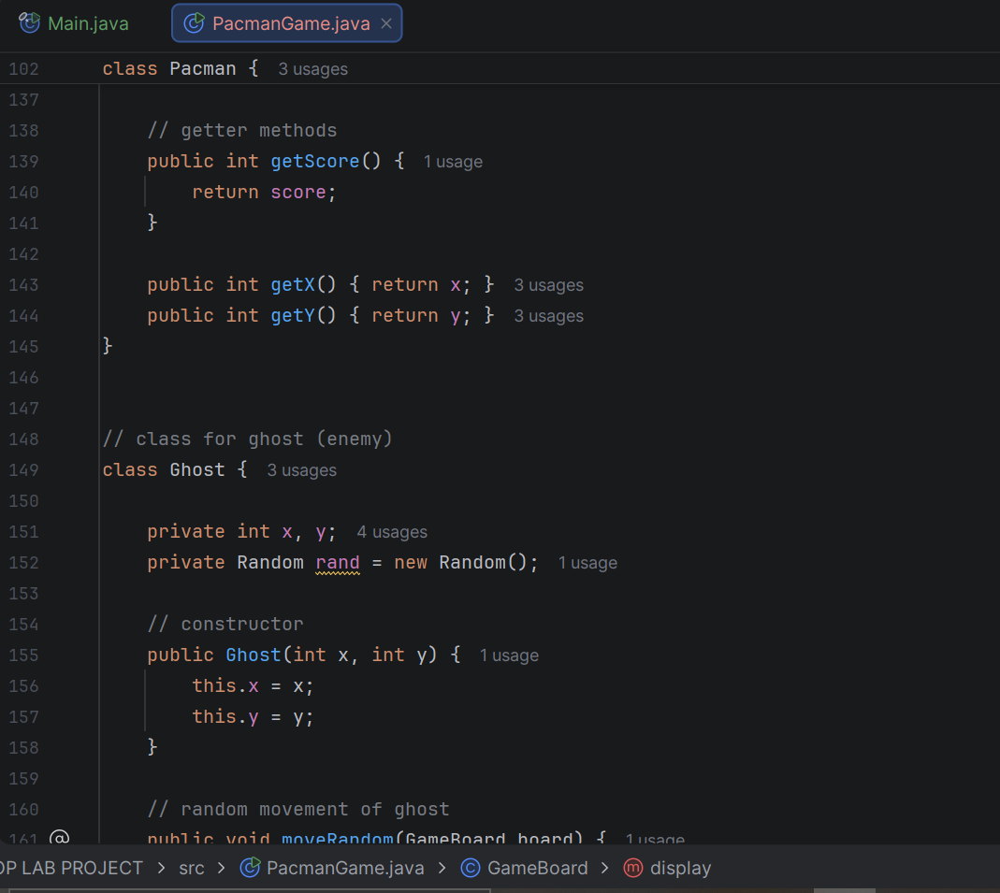 Main.java
PacmanGame.java
102 class Pacman { 3 usages
137
138 // getter methods
139 public int getScore() { 1 usage
140 return score;
141 }
142
143 public int getX() { return x; } 3 usages
144 public int getY() { return y; } 3 usages
145 }
146
147
148 // class for ghost (enemy)
149 class Ghost { 3 usages
150
151 private int x, y; 4 usages
152 private Random rand = new Random(); 1 usage
153
154 // constructor
155 public Ghost(int x, int y) { 1 usage
156 this.x = x;
157 this.y = y;
158 }
159
160 // random movement of ghost
161 @ public void moveRandom(GameBoard board) { 1 usage
OP LAB PROJECT > src > PacmanGame.java > GameBoard > display